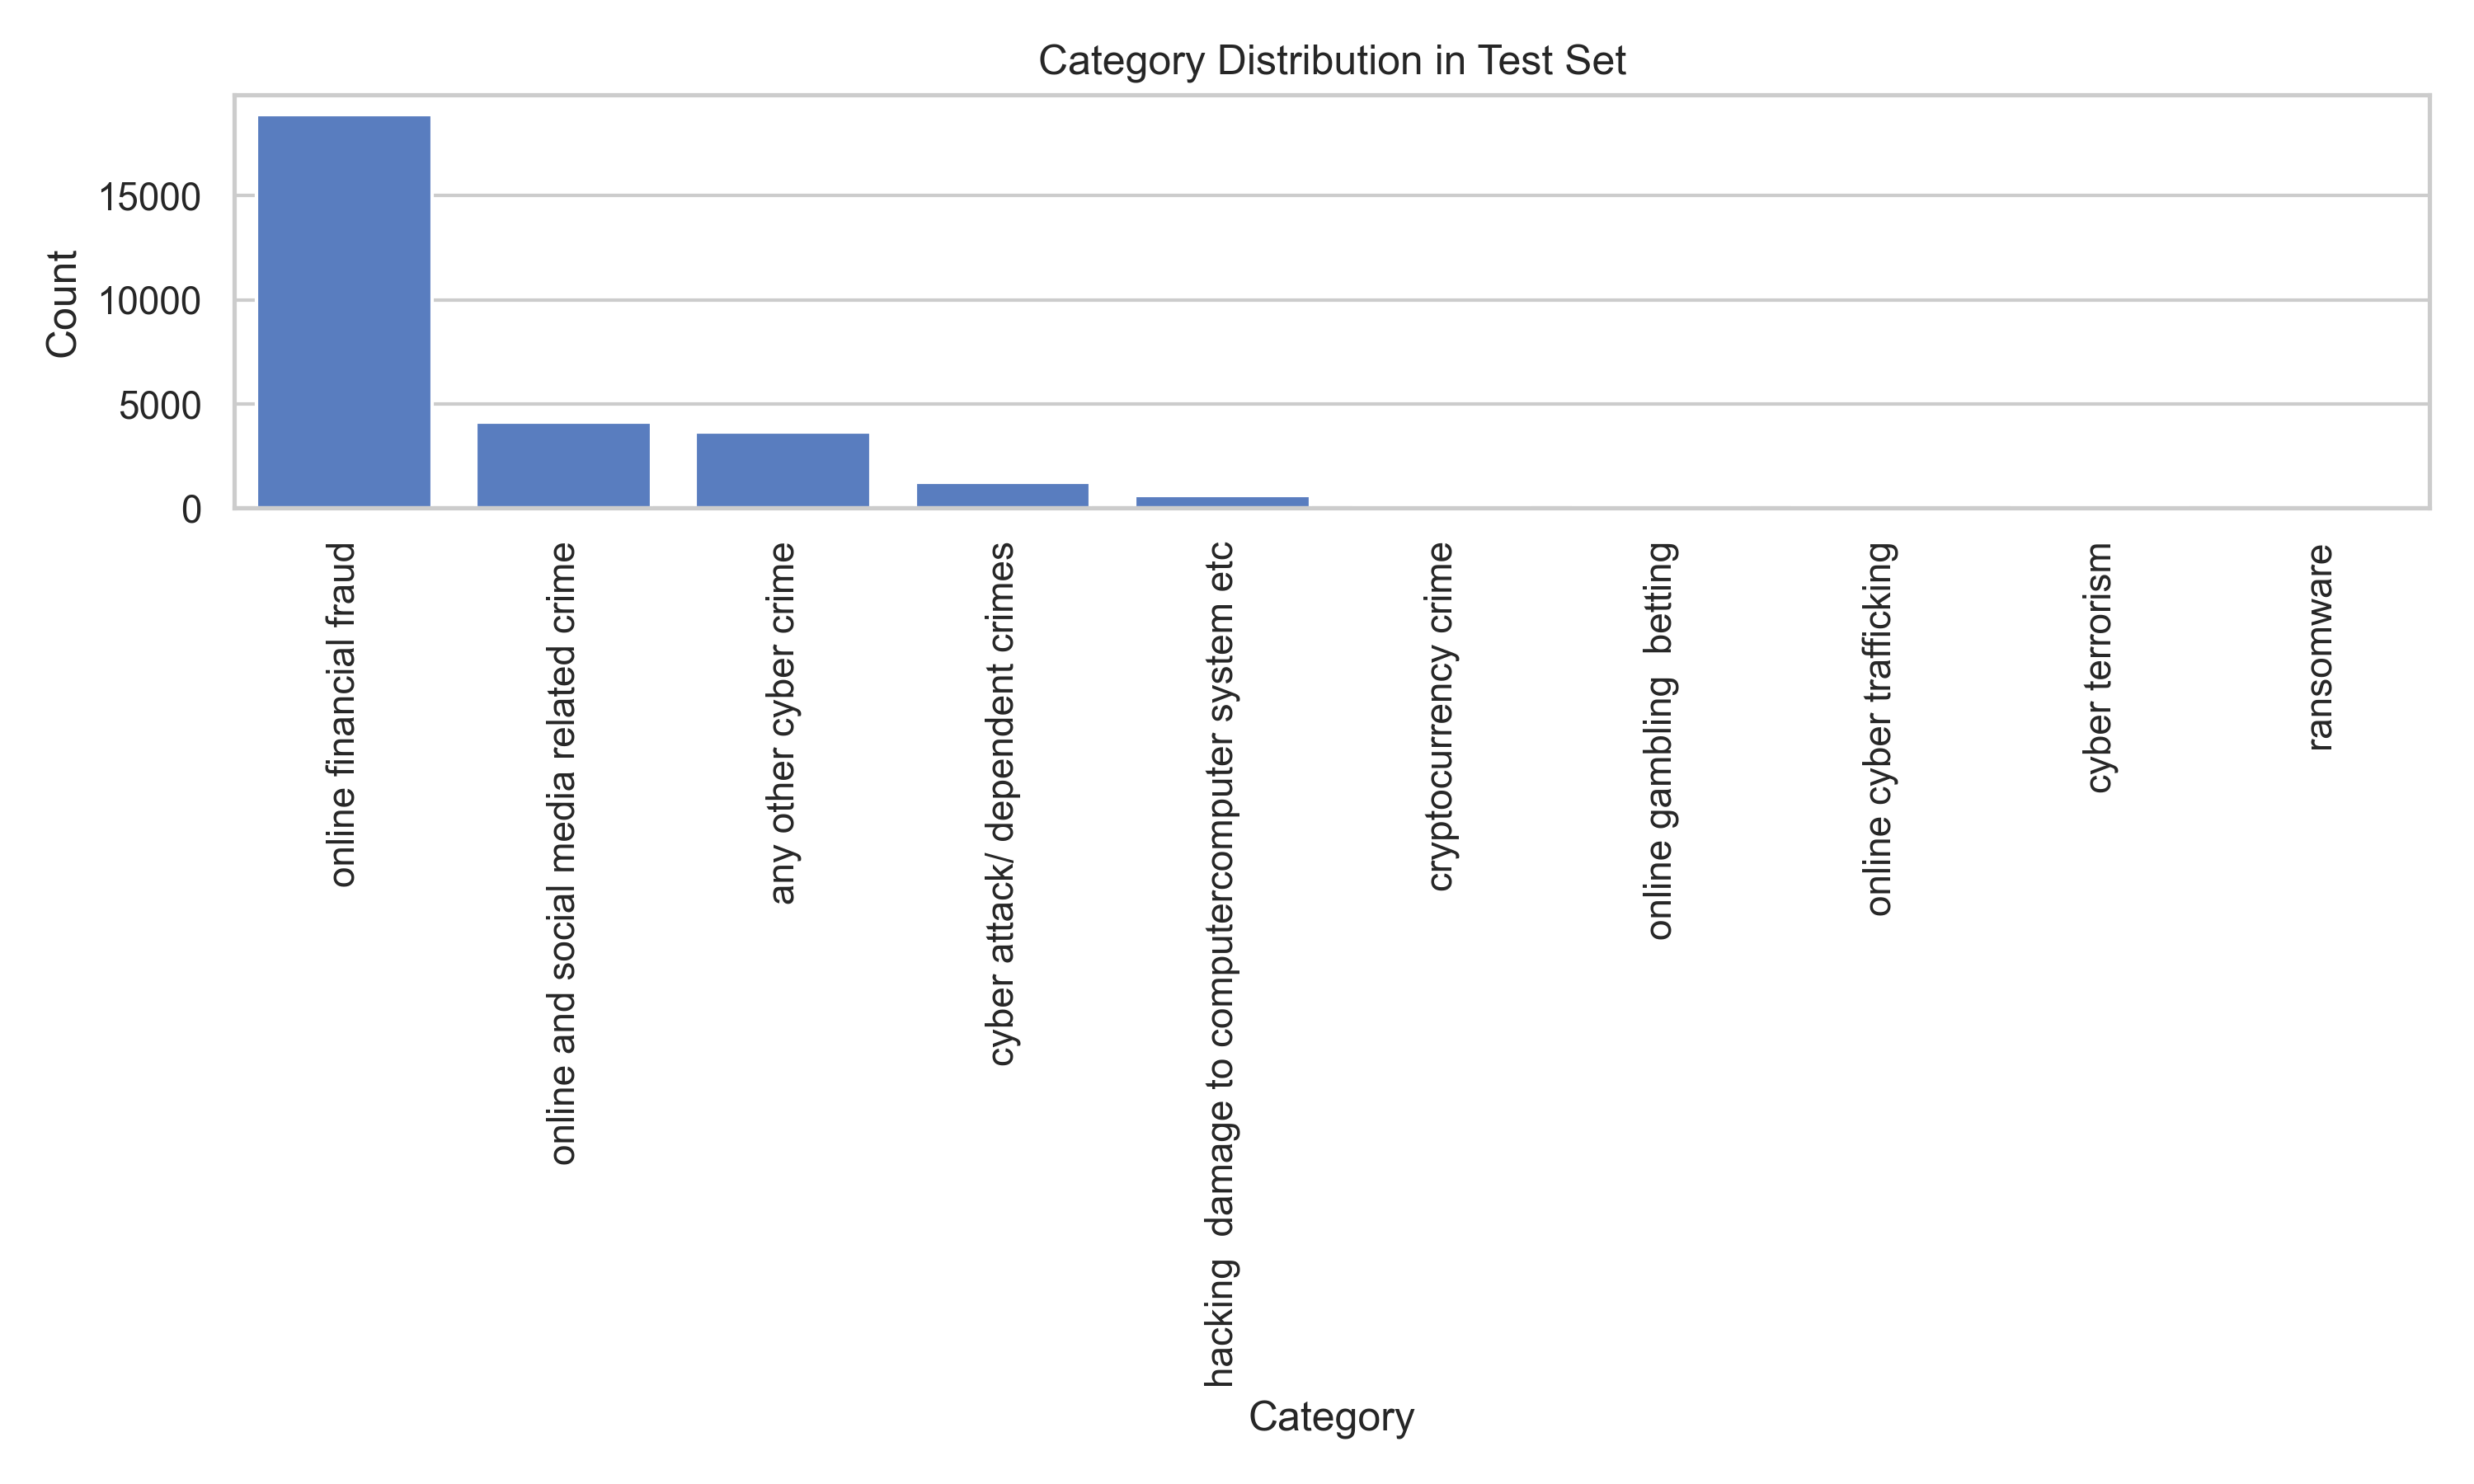 Category Distribution in Test Set
Count
15000
10000
5000
0
online financial fraud
online and social media related crime
any other cyber crime
cyber attack/ dependent crimes
hacking  damage to computercomputer system etc
cryptocurrency crime
online gambling  betting
online cyber trafficking
cyber terrorism
ransomware
Category